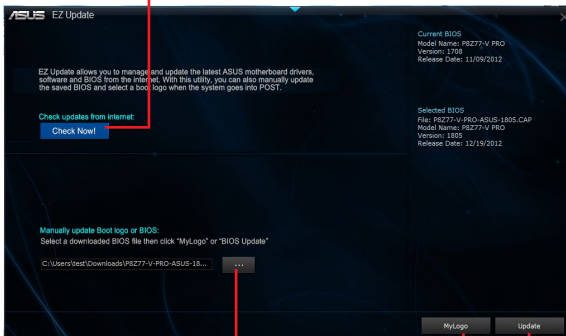 ASUS EZ Update
Current BIOS
Model Name: P8Z77-V PRO
Version: 1708
Release Date: 11/09/2012
EZ Update allows you to manage and update the latest ASUS motherboard drivers,
software and BIOS from the internet. With this utility, you can also manually update
the saved BIOS and select a boot logo when the system goes into POST.
Selected BIOS
File: P8Z77-V-PRO-ASUS-1805.CAP
Model Name: P8Z77-V PRO
Version: 1805
Release Date: 12/19/2012
Check updates from internet:
Check Now!
Manually update Boot logo or BIOS:
Select a downloaded BIOS file then click “MyLogo” or “BIOS Update”
C:\Users\test\Downloads\P8Z77-V-PRO-ASUS-18...
...
MyLogo
Update